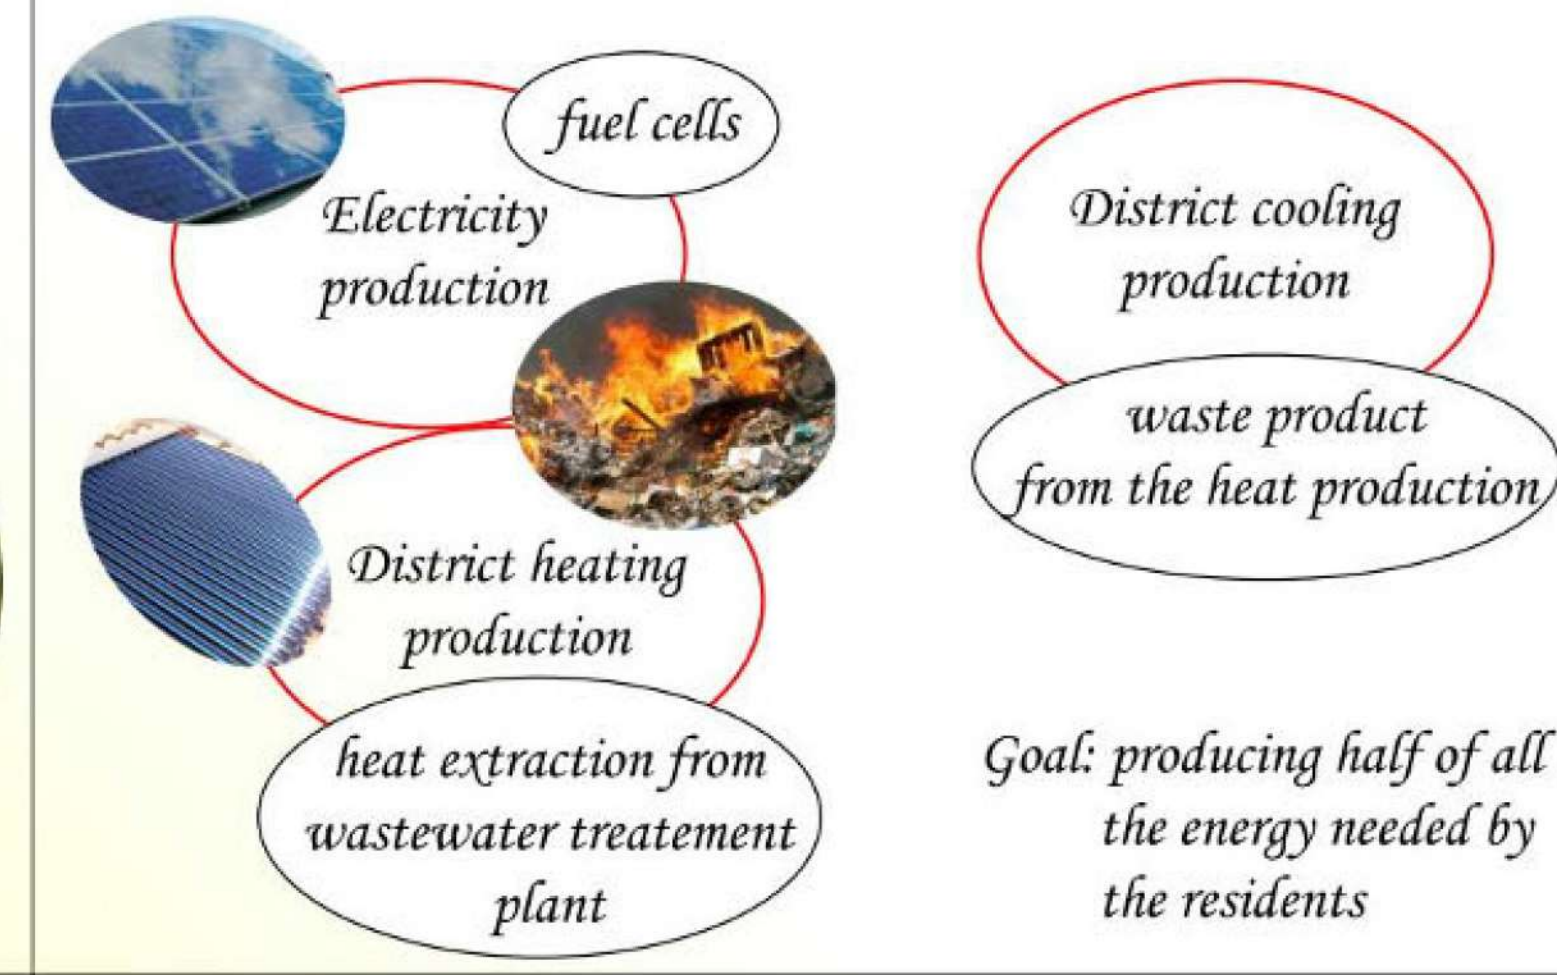 fuel cells
Electricity
production
District heating
production
heat extraction from
wastewater treatement
plant
District cooling
production
waste product
from the heat production
Goal: producing half of all
the energy needed by
the residents